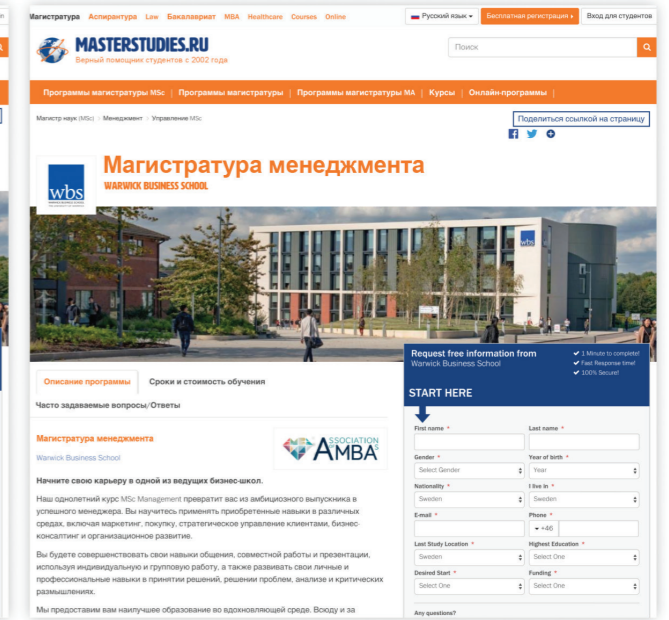 Магистратура Аспирантура Law Бакалавриат MBA Healthcare Courses Online
Русский язык
Бесплатная регистрация
Вход для студентов
MASTERSTUDIES.RU
Верный помощник студентов с 2002 года
Поиск
Программы магистратуры MSc | Программы магистратуры | Программы магистратуры MA | Курсы | Онлайн-программы |
Магистр наук (MSc) Менеджмент Управление MSc
Поделиться ссылкой на страницу
Магистратура менеджмента
WARWICK BUSINESS SCHOOL
wbs
wbs
Описание программы Сроки и стоимость обучения
Часто задаваемые вопросы/Ответы
Магистратура менеджмента
Warwick Business School
ASSOCIATION
OF AMBAS
Начните свою карьеру в одной из ведущих бизнес-школ.
Наш однолетний курс MSc Management превратит вас из амбициозного выпускника в
успешного менеджера. Вы научитесь применять приобретенные навыки в различных
средах, включая маркетинг, покупку, стратегическое управление клиентами, бизнес-
консалтинг и организационное развитие.
Вы будете совершенствовать свои навыки общения, совместной работы и презентации,
используя индивидуальную и групповую работу, а также развивать свои личные и
профессиональные навыки в принятии решений, решении проблем, анализе и критических
размышлениях.
Мы предоставим вам наилучшее образование во вдохновляющей среде. Всюду и за
Request free information from
Warwick Business School
✔ 1 Minute to complete!
✔ Fast Response time!
✔ 100% Secure!
START HERE
First name * Last name *
Gender * Year of birth *
Select Gender Year
Nationality * I live in *
Sweden Sweden
E-mail * Phone *
+46
Last Study Location * Highest Education *
Sweden Select One
Desired Start * Funding *
Select One Select One
Any questions?